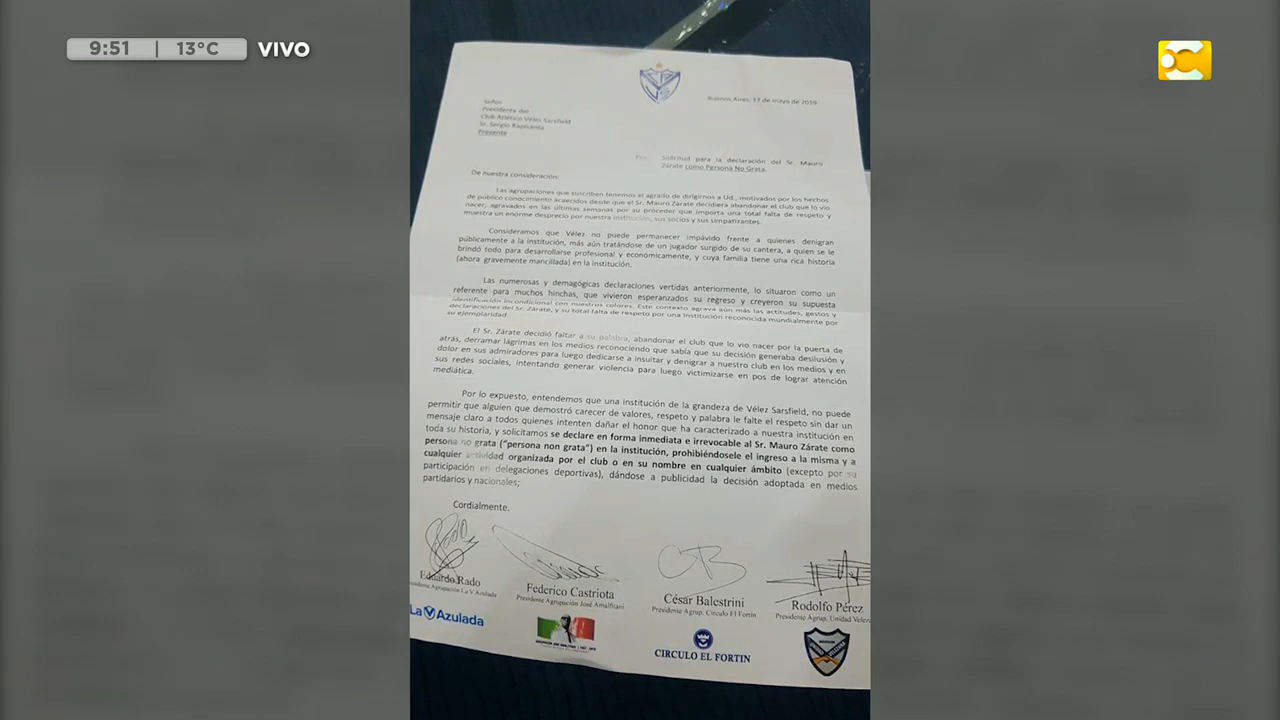 9:51 | 13°C VIVO
Buenos Aires, 17 de mayo de 2019
Señor
Presidente del
Club Atlético Vélez Sarsfield
Sr. Sergio Rapisarda
Presente
Solicitud para la declaración del Sr. Mauro
Zárate como Persona No Grata.
De nuestra consideración:
Las agrupaciones que suscriben tenemos el agrado de dirigirnos a Ud., motivados por los hechos
de público conocimiento acaecidos desde que el Sr. Mauro Zárate decidiera abandonar el club que lo vio
nacer, agravados en las últimas semanas por su proceder que importa una total falta de respeto y
muestra un enorme desprecio por nuestra institución, sus socios y sus simpatizantes.
Consideramos que Vélez no puede permanecer impávido frente a quienes denigran
públicamente a la institución, más aún tratándose de un jugador surgido de su cantera, a quien se le
brindó todo para desarrollarse profesional y económicamente, y cuya familia tiene una rica historia
(ahora gravemente mancillada) en la institución.
Las numerosas y demagógicas declaraciones vertidas anteriormente, lo situaron como un
referente para muchos hinchas, que vivieron esperanzados su regreso y creyeron su supuesta
identificación incondicional con nuestros colores. Este contexto agrava aún más las actitudes, gestos y
declaraciones del Sr. Zárate, y su total falta de respeto por una institución reconocida mundialmente por
su ejemplaridad
El Sr. Zárate decidió faltar a su palabra, abandonar el club que lo vio nacer por la puerta de
atrás, derramar lágrimas en los medios reconociendo que sabía que su decisión generaba desilusión y
dolor en sus admiradores para luego dedicarse a insultar y denigrar a nuestro club en los medios y en
sus redes sociales, intentando generar violencia para luego victimizarse en pos de lograr atención
mediática.
Por lo expuesto, entendemos que una institución de la grandeza de Vélez Sarsfield, no puede
permitir que alguien que demostró carecer de valores, respeto y palabra le falte el respeto sin dar un
mensaje claro a todos quienes intenten dañar el honor que ha caracterizado a nuestra institución en
toda su historia, y solicitamos se declare en forma inmediata e irrevocable al Sr. Mauro Zárate como
persona no grata ("persona non grata") en la institución, prohibiéndosele el ingreso a la misma y a
cualquier actividad organizada por el club o en su nombre en cualquier ámbito (excepto por su
participación en delegaciones deportivas), dándose a publicidad la decisión adoptada en medios
partidarios y nacionales;
Cordialmente.
Eduardo Rado
Federico Castriota
César Balestrini
Rodolfo Pérez
Presidente Agrupación La V Azulada
Presidente Agrupación José Amalfitani
Presidente Agrup. Circulo El Fortin
Presidente Agrup. Unidad Velez
La V Azulada
CIRCULO EL FORTIN